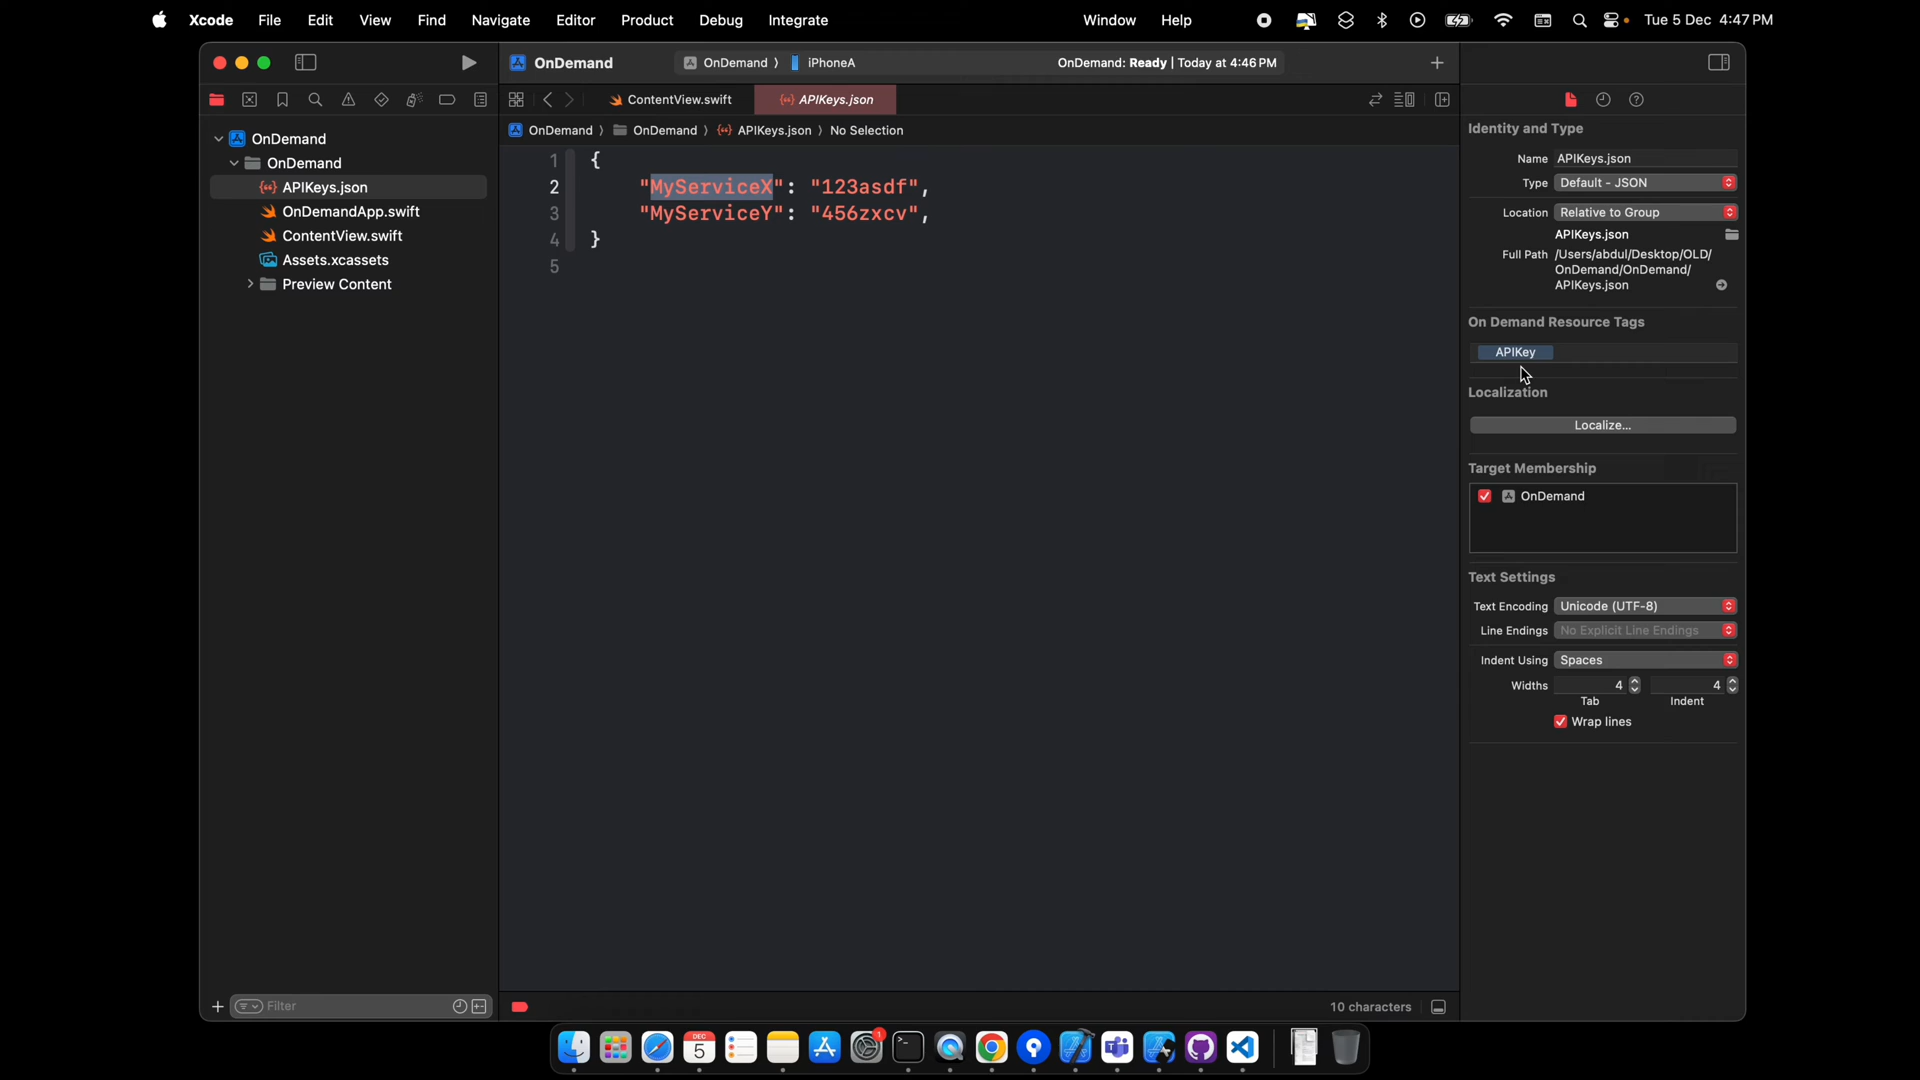 Xcode File Edit View Find Navigate Editor Product Debug Integrate Window Help Tue 5 Dec 4:47 PM
OnDemand OnDemand iPhoneA OnDemand: Ready | Today at 4:46 PM
ContentView.swift APIKeys.json
OnDemand OnDemand APIKeys.json No Selection
OnDemand
OnDemand
APIKeys.json
OnDemandApp.swift
ContentView.swift
Assets.xcassets
Preview Content
Filter
1 {
2 "MyServiceX": "123asdf",
3 "MyServiceY": "456zxcv",
4 }
5
10 characters
Identity and Type
Name APIKeys.json
Type Default - JSON
Location Relative to Group
APIKeys.json
Full Path /Users/abdul/Desktop/OLD/
OnDemand/OnDemand/
APIKeys.json
On Demand Resource Tags
APIKey
Localization
Localize...
Target Membership
OnDemand
Text Settings
Text Encoding Unicode (UTF-8)
Line Endings No Explicit Line Endings
Indent Using Spaces
Widths 4 4
Tab Indent
Wrap lines
DEC
5
1